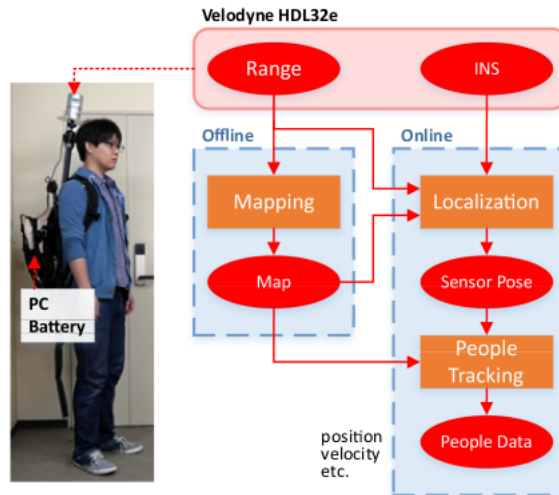 Velodyne HDL32e
Range
INS
Offline
Online
Mapping
Localization
Map
Sensor Pose
PC
Battery
People
Tracking
position
velocity
etc.
People Data